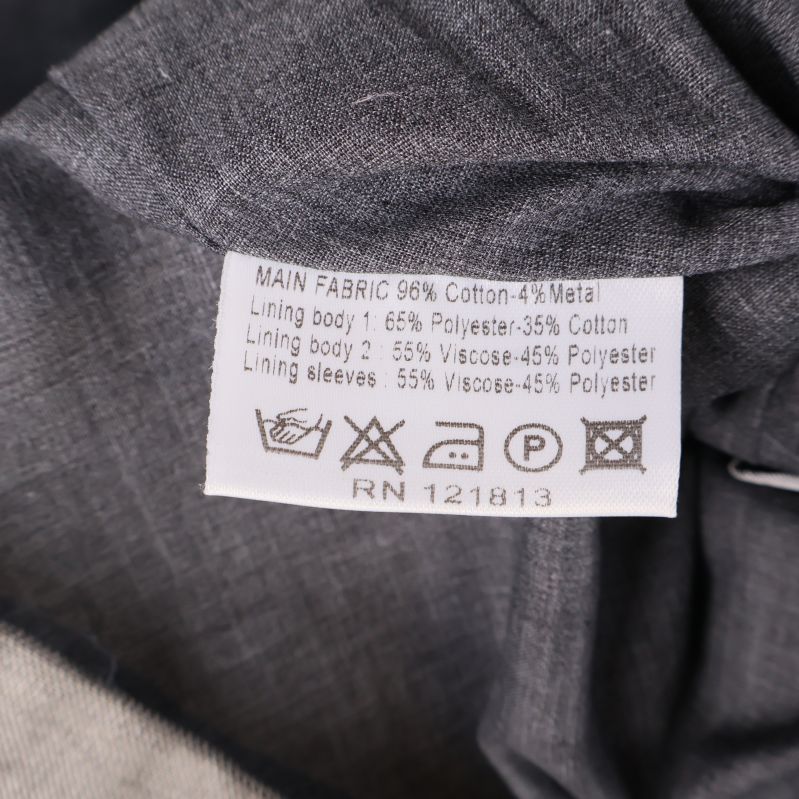 MAIN FABRIC 96% Cotton-4%Metal
Lining body 1: 65% Polyester-35% Cotton
Lining body 2 : 55% Viscose-45% Polyester
Lining sleeves : 55% Viscose-45% Polyester
P
RN 121813